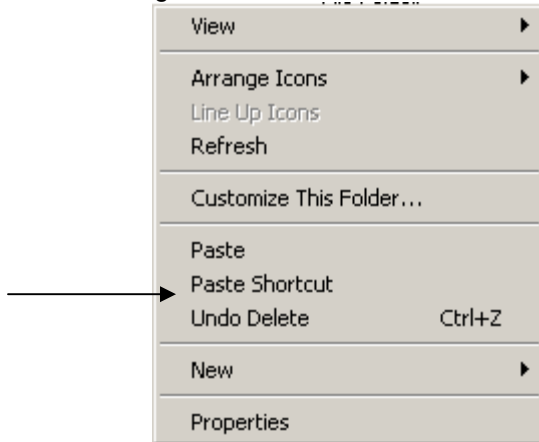 View
Arrange Icons
Line Up Icons
Refresh
Customize This Folder...
Paste
Paste Shortcut
Undo Delete Ctrl+Z
New
Properties